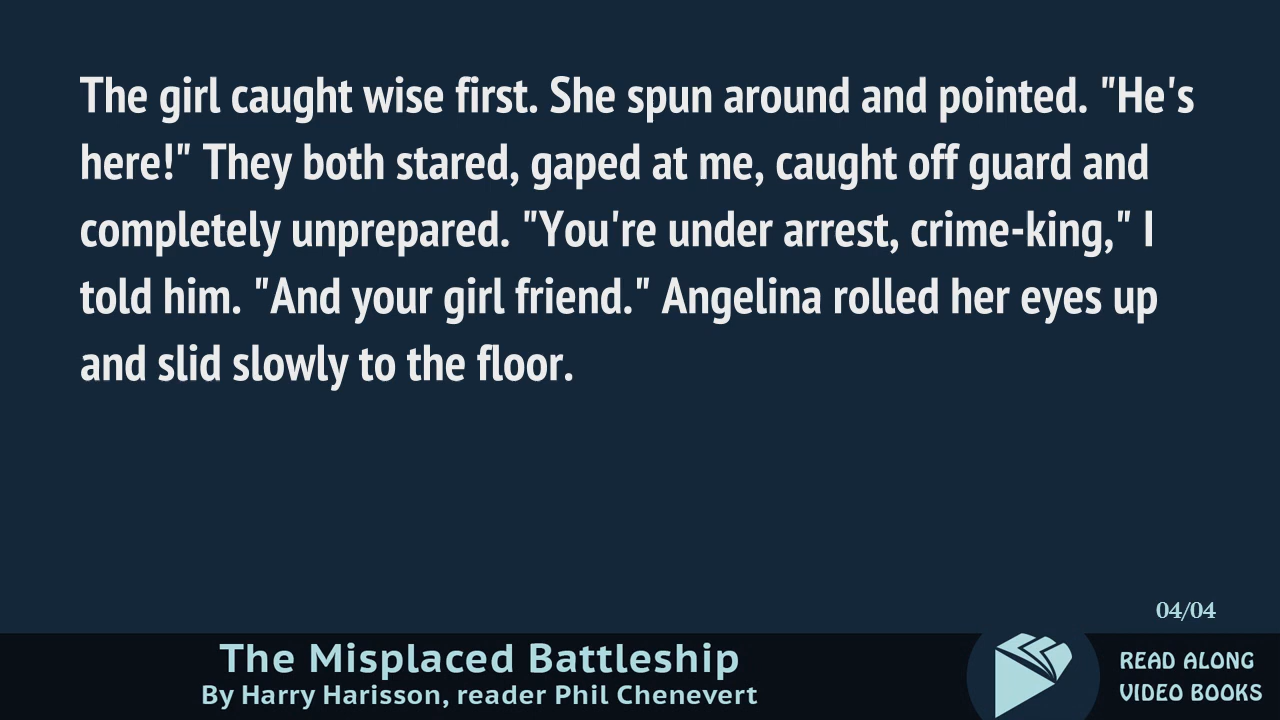 The girl caught wise first. She spun around and pointed. "He's
here!" They both stared, gaped at me, caught off guard and
completely unprepared. "You're under arrest, crime-king," I
told him. "And your girl friend." Angelina rolled her eyes up
and slid slowly to the floor.
04/04
The Misplaced Battleship
By Harry Harisson, reader Phil Chenevert
READ ALONG
VIDEO BOOKS